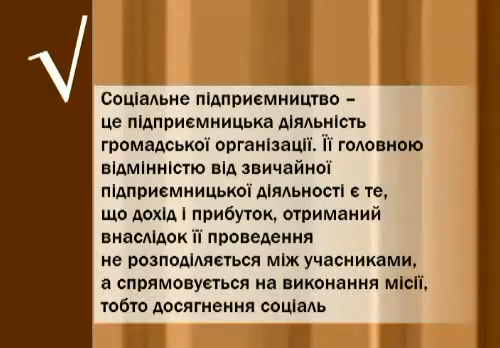 √
Соціальне підприємництво –
це підприємницька діяльність
громадської організації. Її головною
відмінністю від звичайної
підприємницької діяльності є те,
що дохід і прибуток, отриманий
внаслідок її проведення
не розподіляється між учасниками,
а спрямовується на виконання місії,
тобто досягнення соціаль